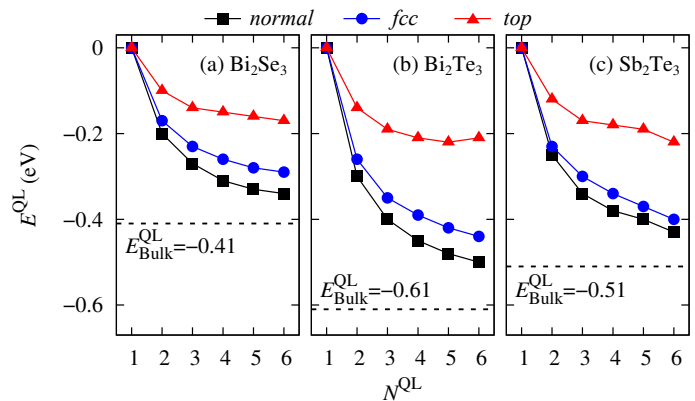 normal fcc top
(a) Bi₂Se₃ (b) Bi₂Te₃ (c) Sb₂Te₃
0
−0.2
−0.4
−0.6
E^QL (eV)
E^QL_Bulk=−0.41
E^QL_Bulk=−0.61
E^QL_Bulk=−0.51
1 2 3 4 5 6 1 2 3 4 5 6 1 2 3 4 5 6
N^QL